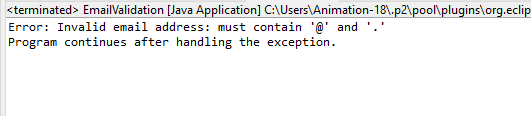 <terminated> EmailValidation [Java Application] C:\Users\Animation-18\.p2\pool\plugins\org.eclip
Error: Invalid email address: must contain '@' and '.'
Program continues after handling the exception.